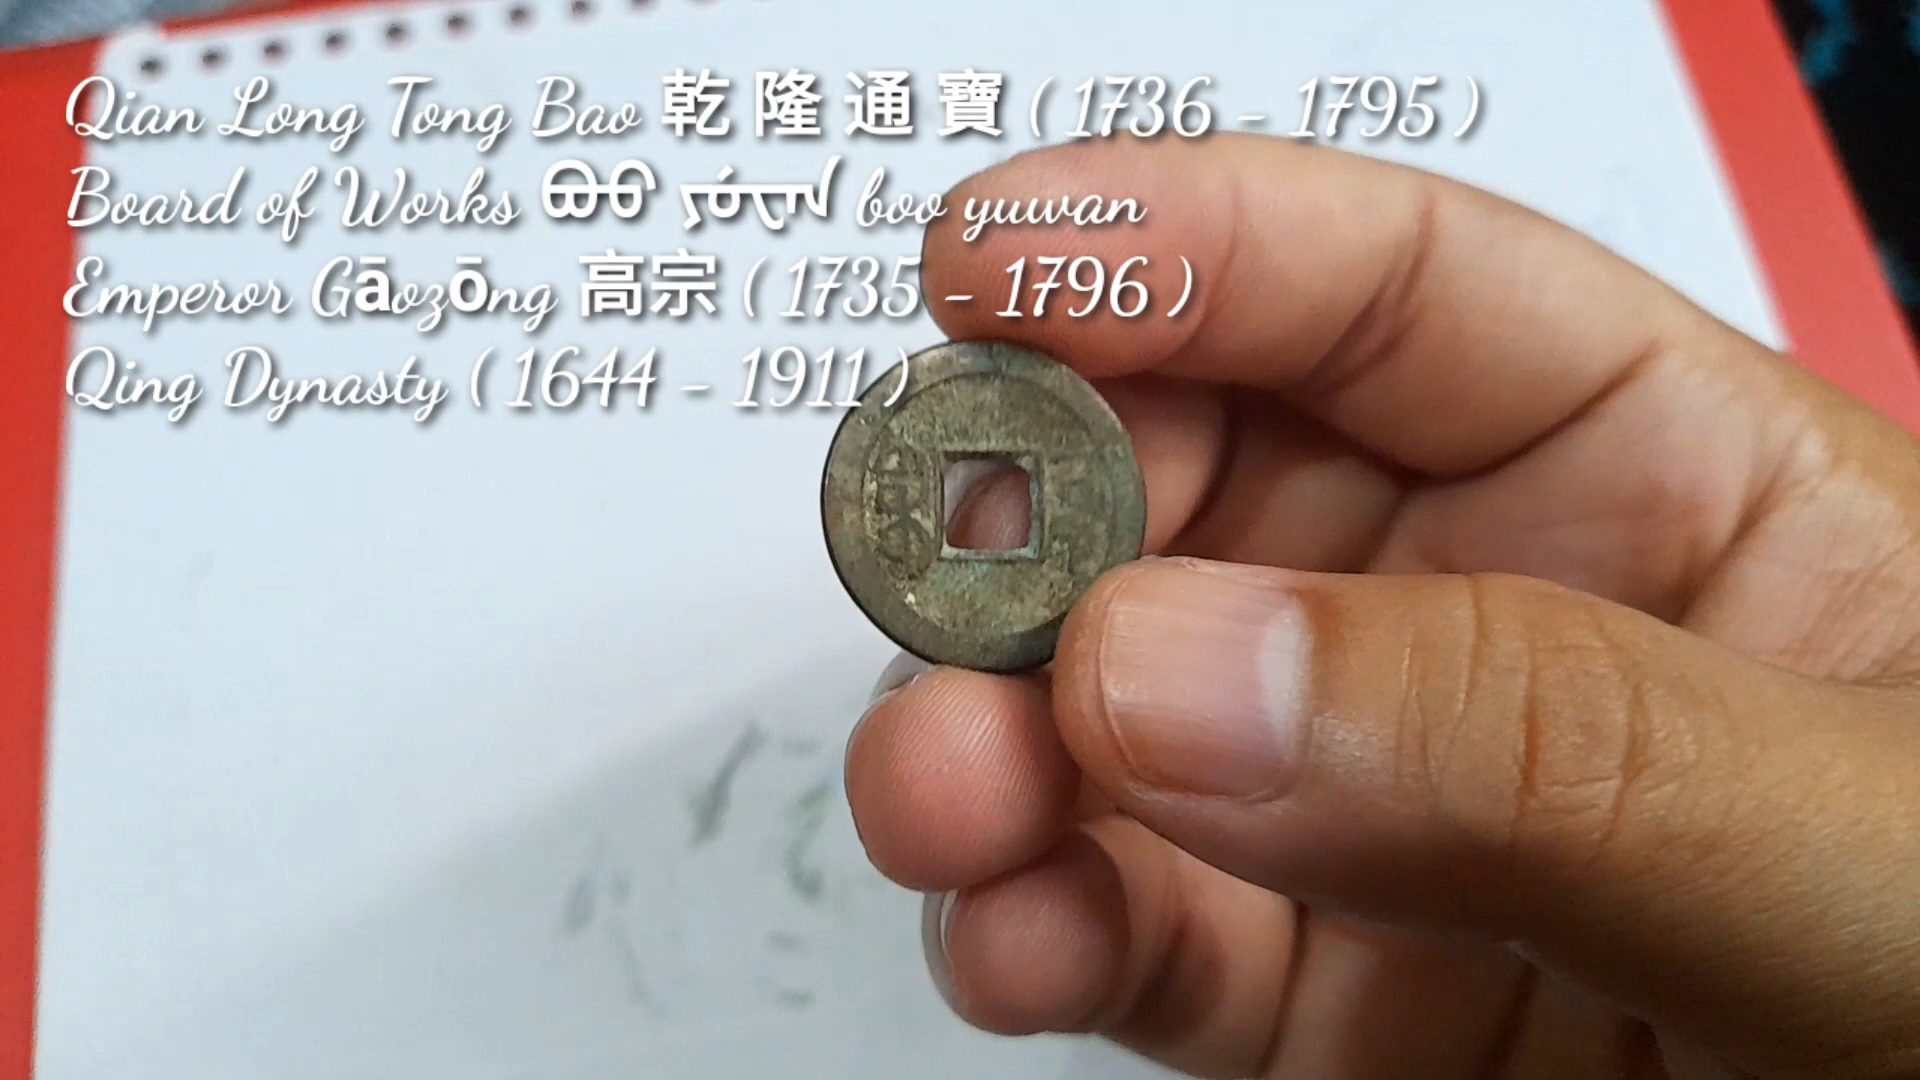 Qian Long Tong Bao 乾 隆 通 寶 ( 1736 - 1795 )
Board of Works ᠪᠣᠣ ᠶᡠᠸᠠᠨ boo yuwan
Emperor Gāozōng 高宗 ( 1735 - 1796 )
Qing Dynasty ( 1644 - 1911 )